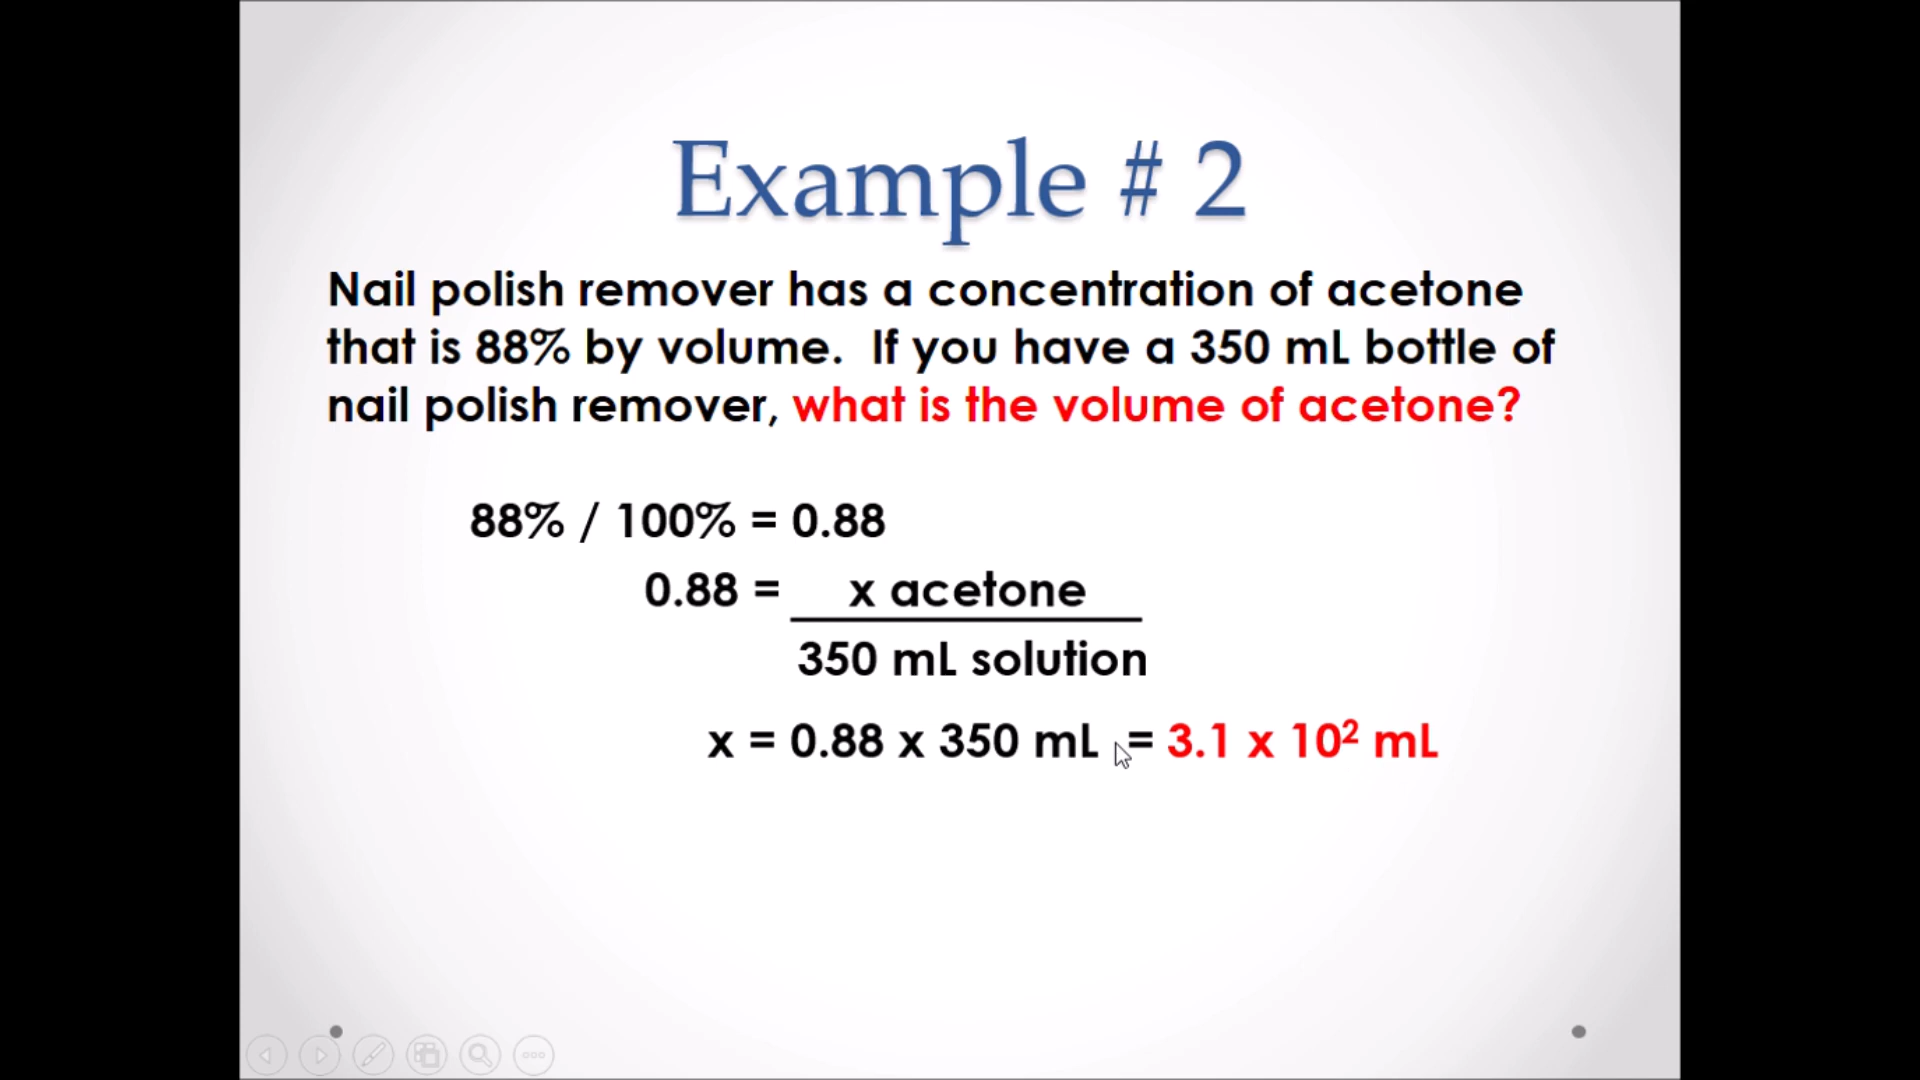 Example # 2
Nail polish remover has a concentration of acetone
that is 88% by volume.  If you have a 350 mL bottle of
nail polish remover, what is the volume of acetone?
88% / 100% = 0.88
0.88 = x acetone
350 mL solution
x = 0.88 x 350 mL = 3.1 x 10² mL